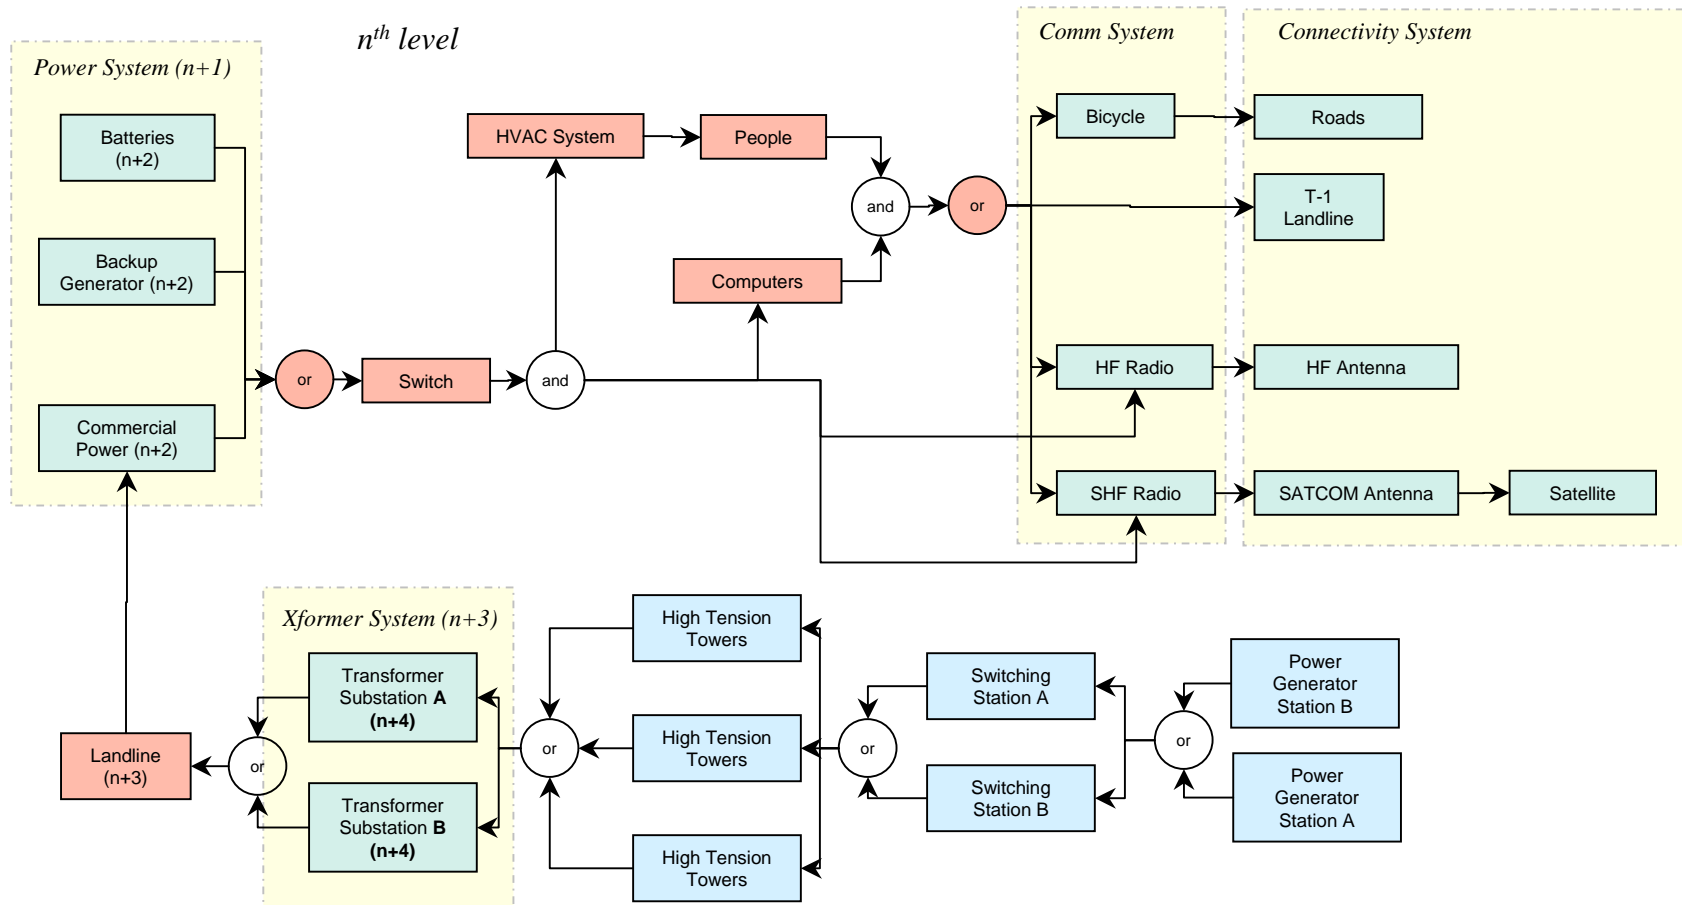 n^th level
Power System (n+1)
Batteries
(n+2)
Backup
Generator (n+2)
Commercial
Power (n+2)
or
Switch
and
HVAC System
People
Computers
and
or
Comm System
Bicycle
HF Radio
SHF Radio
Connectivity System
Roads
T-1
Landline
HF Antenna
SATCOM Antenna
Satellite
Landline
(n+3)
or
Xformer System (n+3)
Transformer
Substation A
(n+4)
Transformer
Substation B
(n+4)
or
High Tension
Towers
High Tension
Towers
High Tension
Towers
or
Switching
Station A
Switching
Station B
or
Power
Generator
Station B
Power
Generator
Station A